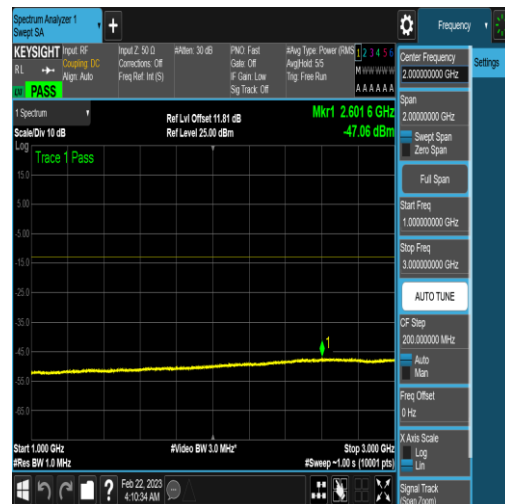 Spectrum Analyzer 1
Swept SA
Frequency
KEYSIGHT
RL
Input: RF
Coupling: DC
Align: Auto
Input Z: 50 Ω
Corrections: Off
Freq Ref: Int (S)
#Atten: 30 dB
PNO: Fast
Gate: Off
IF Gain: Low
Sig Track: Off
#Avg Type: Power (RMS
Avg|Hold: 5/5
Trig: Free Run
1 2 3 4 5 6
M W W W W W
A A A A A A
LXI PASS
1 Spectrum
Scale/Div 10 dB
Ref Lvl Offset 11.81 dB
Ref Level 25.00 dBm
Mkr1 2.601 6 GHz
-47.06 dBm
Log
Trace 1 Pass
15.0
5.00
-5.00
-15.0
-25.0
-35.0
-45.0
-55.0
-65.0
1
Start 1.000 GHz
#Res BW 1.0 MHz
#Video BW 3.0 MHz*
Stop 3.000 GHz
#Sweep ~1.00 s (10001 pts)
Feb 22, 2023
4:10:34 AM
Settings
Center Frequency
2.000000000 GHz
Span
2.00000000 GHz
Swept Span
Zero Span
Full Span
Start Freq
1.000000000 GHz
Stop Freq
3.000000000 GHz
AUTO TUNE
CF Step
200.000000 MHz
Auto
Man
Freq Offset
0 Hz
X Axis Scale
Log
Lin
Signal Track
(Span Zoom)